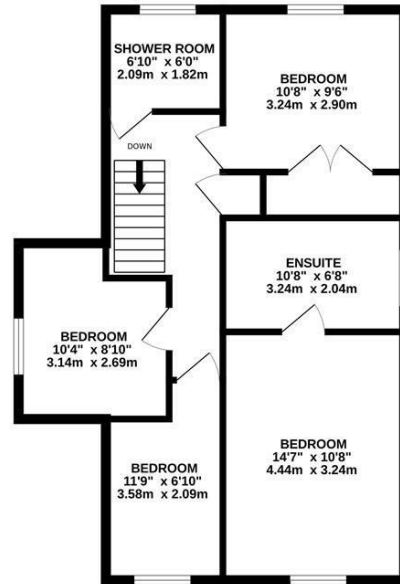 SHOWER ROOM
6'10" x 6'0"
2.09m x 1.82m
BEDROOM
10'8" x 9'6"
3.24m x 2.90m
DOWN
ENSUITE
10'8" x 6'8"
3.24m x 2.04m
BEDROOM
10'4" x 8'10"
3.14m x 2.69m
BEDROOM
14'7" x 10'8"
4.44m x 3.24m
BEDROOM
11'9" x 6'10"
3.58m x 2.09m